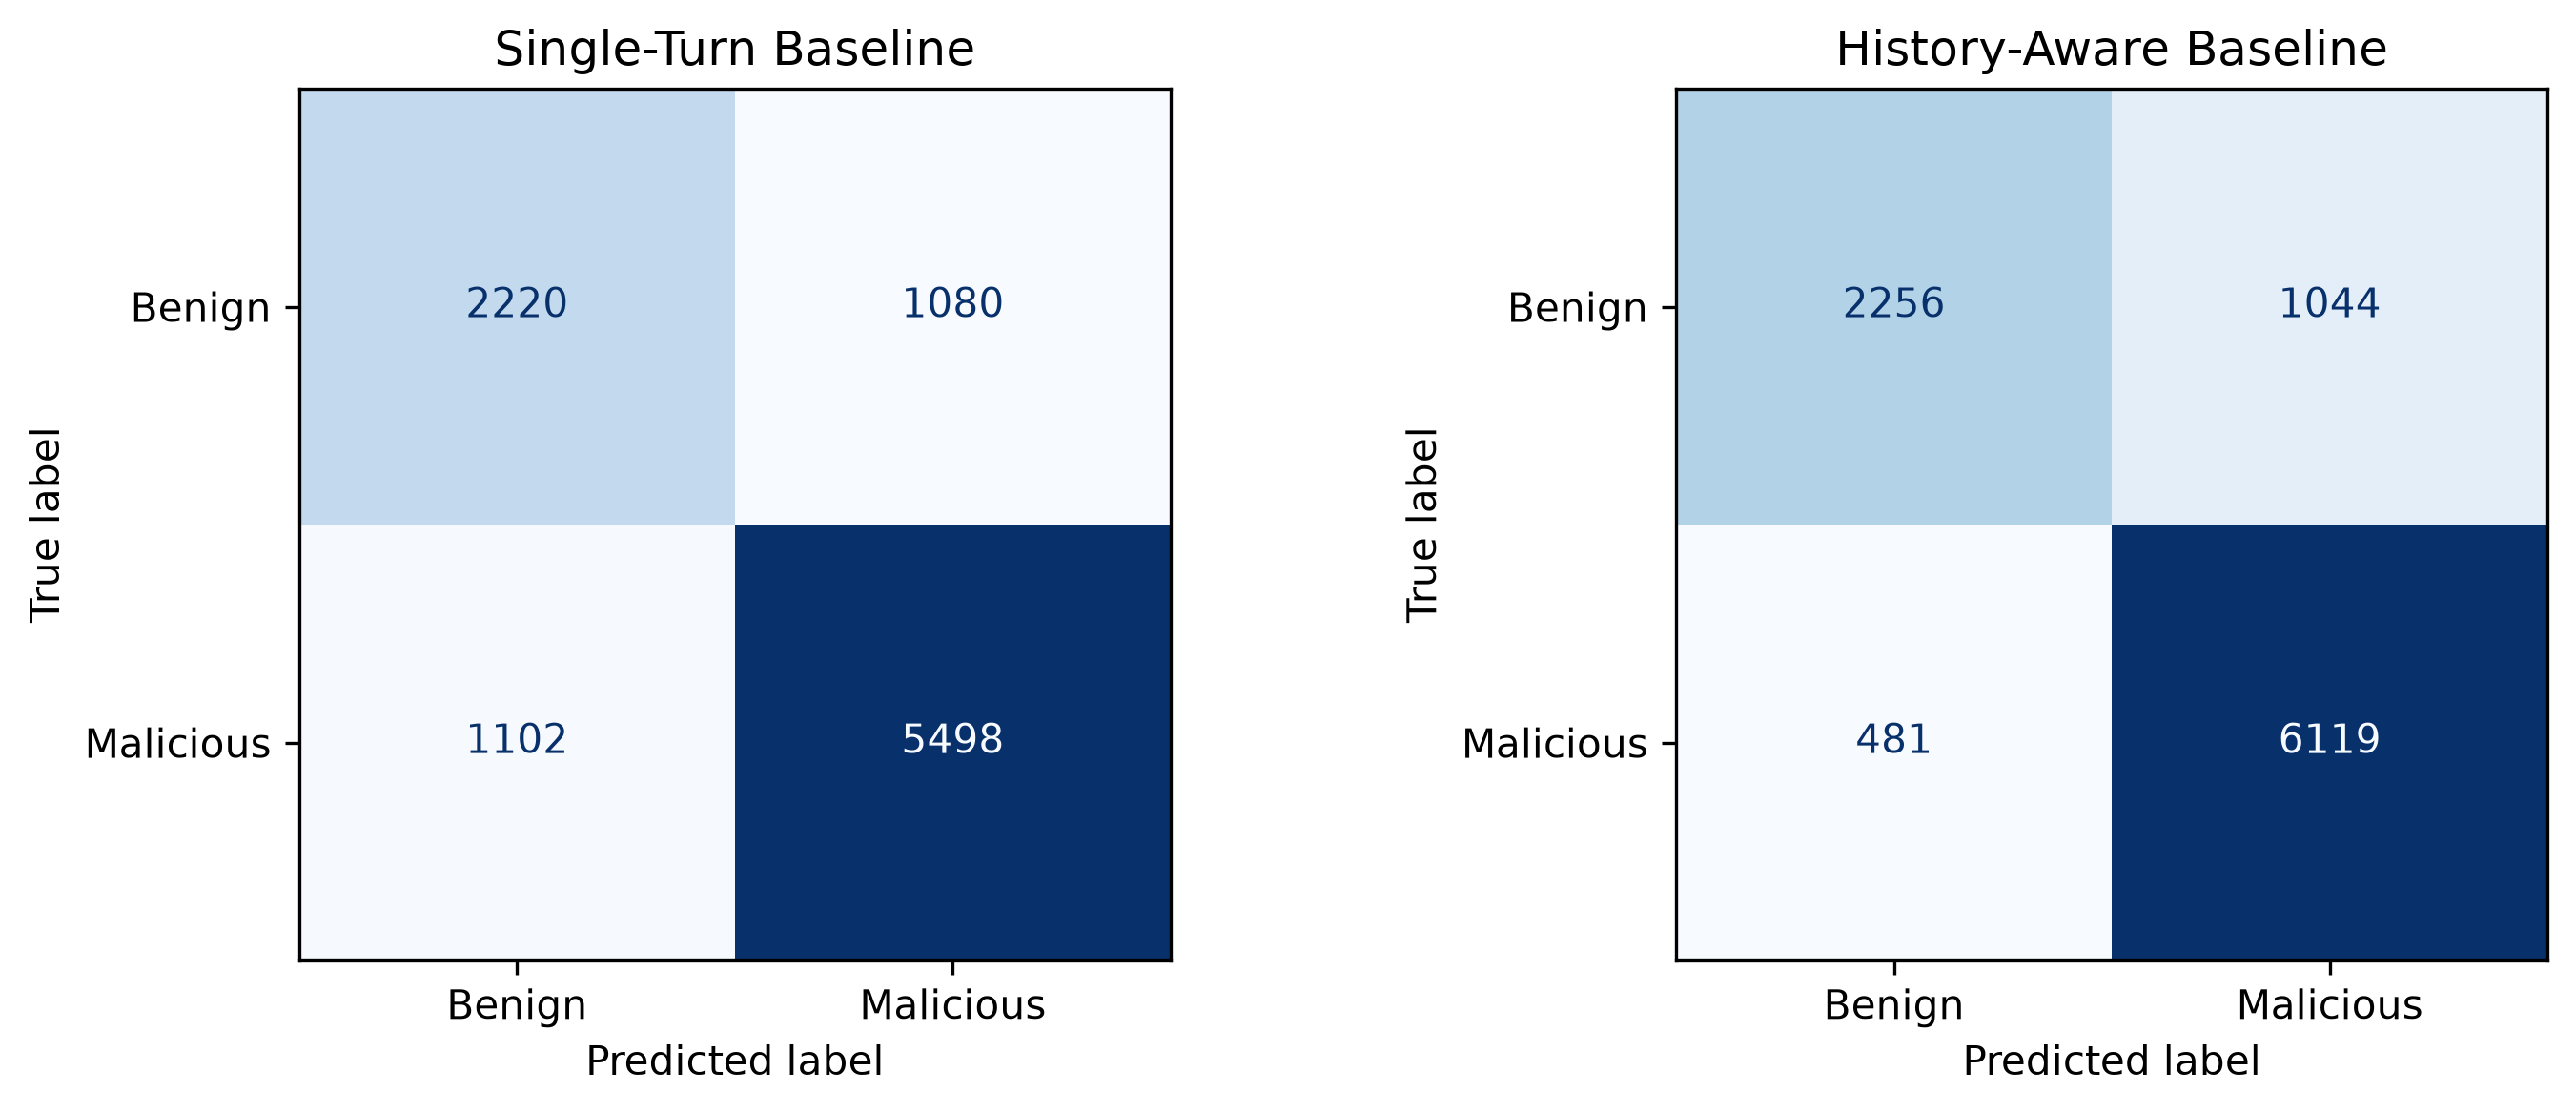 Single-Turn Baseline
True label
Benign
2220
1080
Malicious
1102
5498
Benign
Malicious
Predicted label
History-Aware Baseline
True label
Benign
2256
1044
Malicious
481
6119
Benign
Malicious
Predicted label